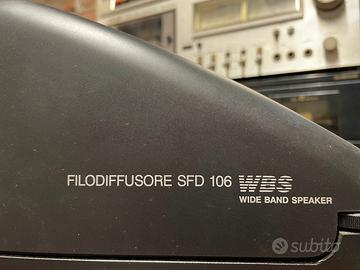 FILODIFFUSORE SFD 106 WBS
WIDE BAND SPEAKER
subito